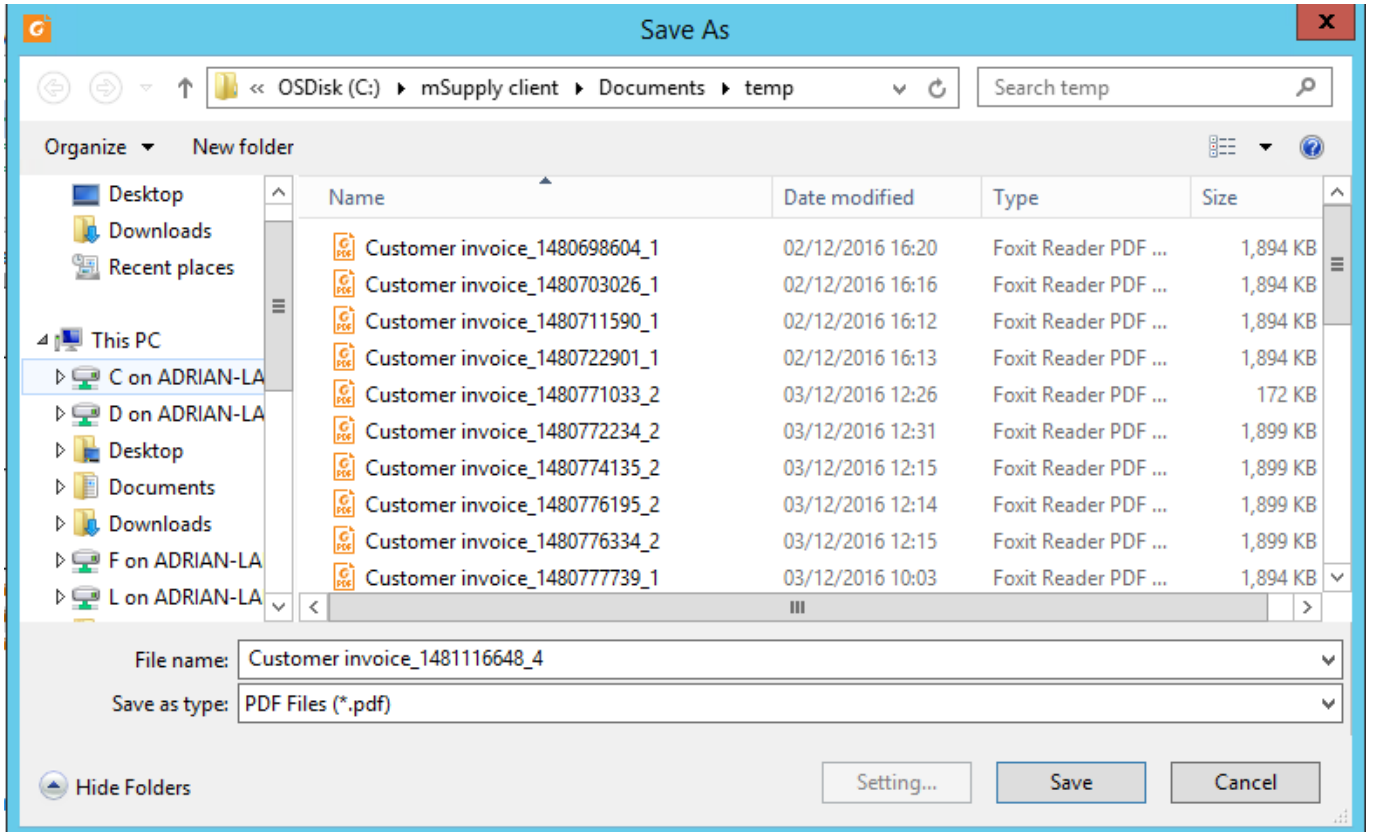 Save As
« OSDisk (C:) mSupply client Documents temp
Search temp
Organize New folder
Desktop
Downloads
Recent places
This PC
C on ADRIAN-LA
D on ADRIAN-LA
Desktop
Documents
Downloads
F on ADRIAN-LA
L on ADRIAN-LA
Name Date modified Type Size
Customer invoice_1480698604_1 02/12/2016 16:20 Foxit Reader PDF ... 1,894 KB
Customer invoice_1480703026_1 02/12/2016 16:16 Foxit Reader PDF ... 1,894 KB
Customer invoice_1480711590_1 02/12/2016 16:12 Foxit Reader PDF ... 1,894 KB
Customer invoice_1480722901_1 02/12/2016 16:13 Foxit Reader PDF ... 1,894 KB
Customer invoice_1480771033_2 03/12/2016 12:26 Foxit Reader PDF ... 172 KB
Customer invoice_1480772234_2 03/12/2016 12:31 Foxit Reader PDF ... 1,899 KB
Customer invoice_1480774135_2 03/12/2016 12:15 Foxit Reader PDF ... 1,899 KB
Customer invoice_1480776195_2 03/12/2016 12:14 Foxit Reader PDF ... 1,899 KB
Customer invoice_1480776334_2 03/12/2016 12:15 Foxit Reader PDF ... 1,899 KB
Customer invoice_1480777739_1 03/12/2016 10:03 Foxit Reader PDF ... 1,894 KB
File name: Customer invoice_1481116648_4
Save as type: PDF Files (*.pdf)
Hide Folders Setting... Save Cancel